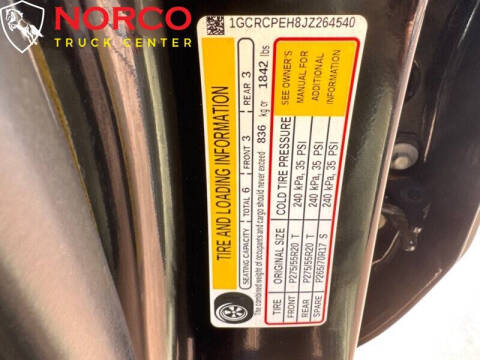 NORCO
TRUCK CENTER
1GCRCPEH8JZ264540
TIRE AND LOADING INFORMATION
SEATING CAPACITY TOTAL 6 FRONT 3 REAR 3
The combined weight of occupants and cargo should never exceed 836 kg or 1842 lbs
TIRE ORIGINAL SIZE COLD TIRE PRESSURE
FRONT P275/55R20 T 240 kPa, 35 PSI
REAR P275/55R20 T 240 kPa, 35 PSI
SPARE P265/70R17 S 240 kPa, 35 PSI
SEE OWNER'S
MANUAL FOR
ADDITIONAL
INFORMATION